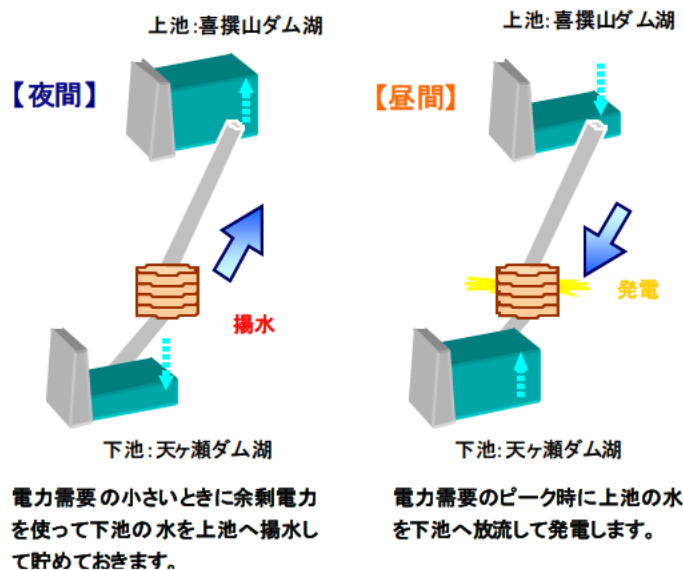 上池:喜撰山ダム湖
【夜間】
揚水
下池:天ヶ瀬ダム湖
電力需要の小さいときに余剰電力
を使って下池の水を上池へ揚水し
て貯めておきます。
上池:喜撰山ダム湖
【昼間】
発電
下池:天ヶ瀬ダム湖
電力需要のピーク時に上池の水
を下池へ放流して発電します。